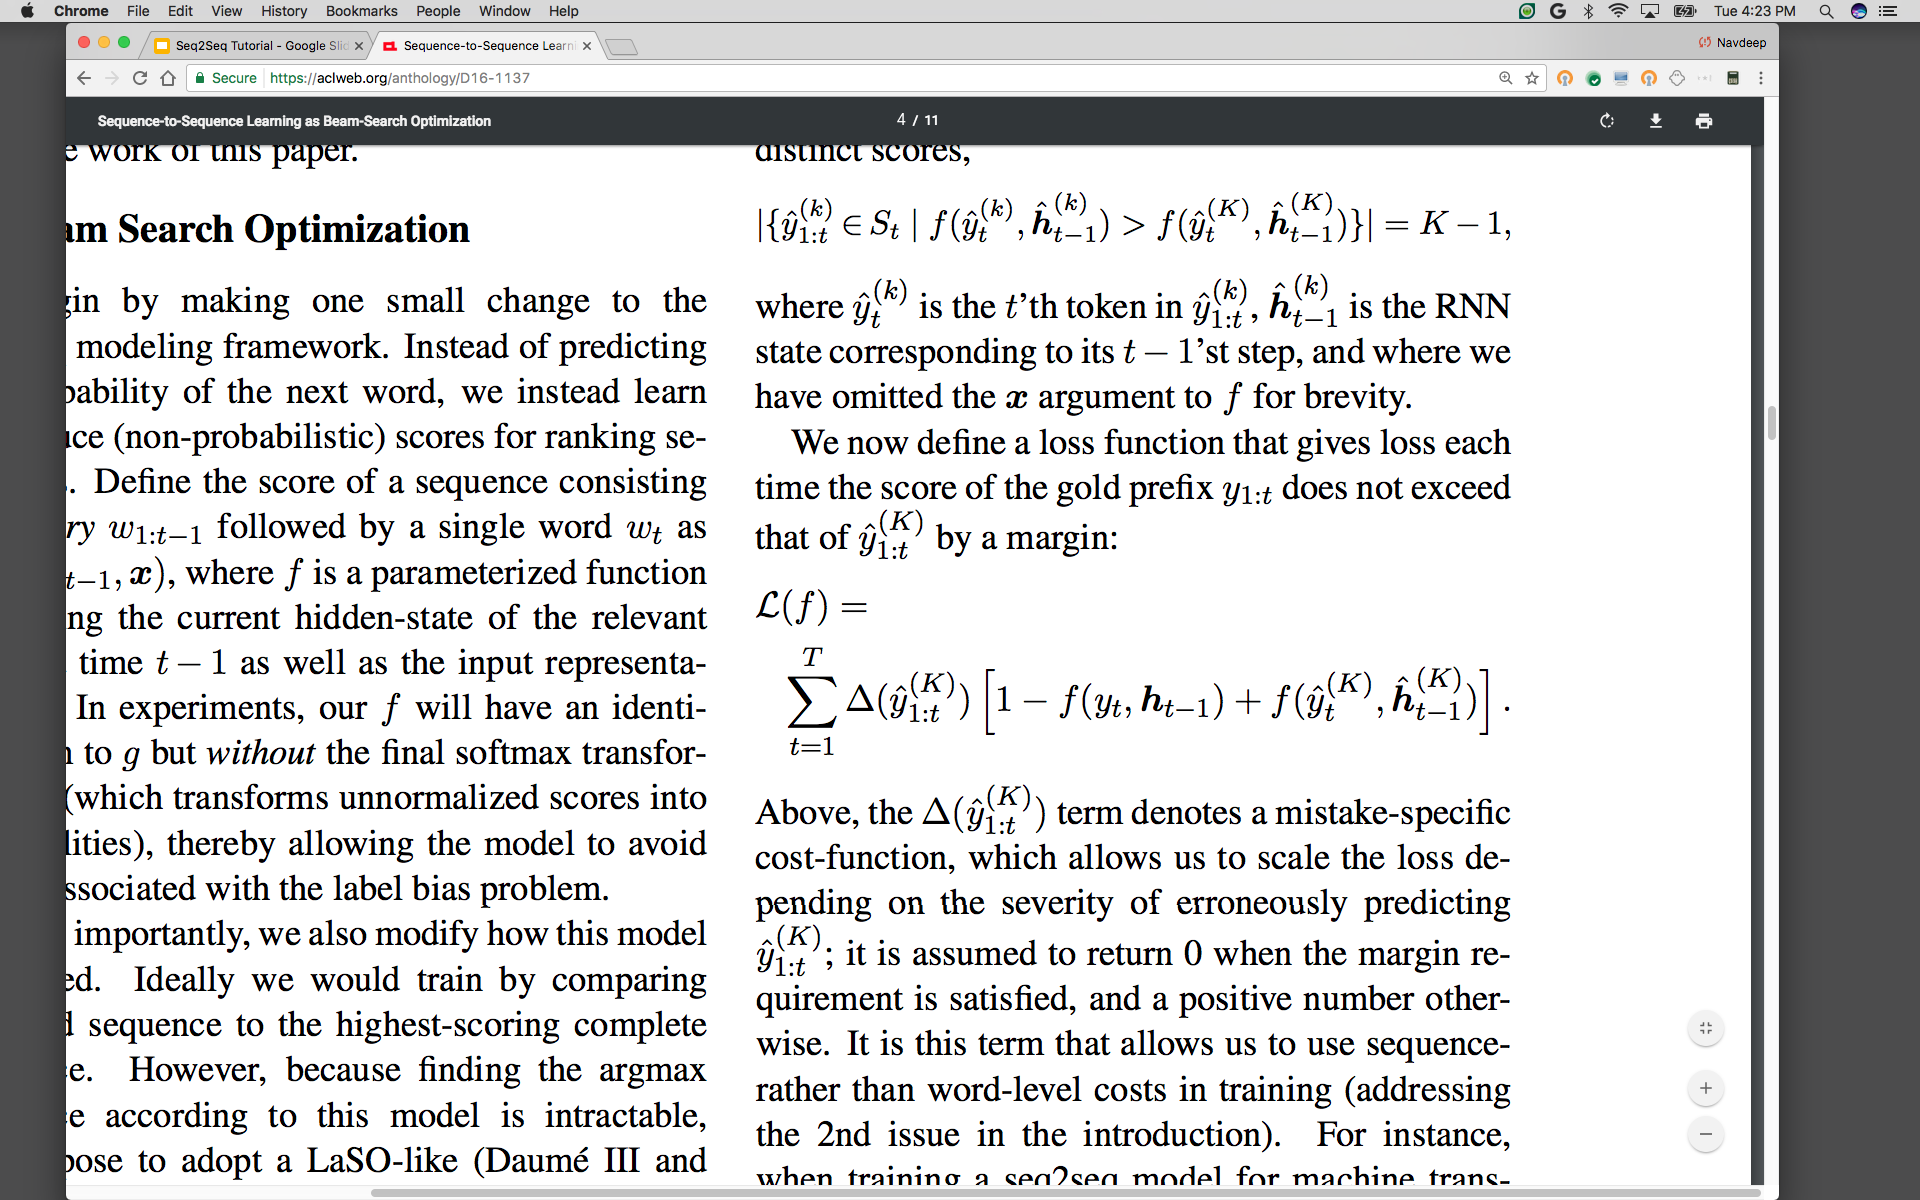 Chrome File Edit View History Bookmarks People Window Help Tue 4:23 PM
Seq2Seq Tutorial - Google Slid
Sequence-to-Sequence Learni
Navdeep
Secure https://aclweb.org/anthology/D16-1137
Sequence-to-Sequence Learning as Beam-Search Optimization 4 / 11
e work of this paper.
am Search Optimization
gin by making one small change to the
modeling framework. Instead of predicting
bability of the next word, we instead learn
uce (non-probabilistic) scores for ranking se-
. Define the score of a sequence consisting
ry w_{1:t−1} followed by a single word w_t as
_{t−1}, x), where f is a parameterized function
ng the current hidden-state of the relevant
time t − 1 as well as the input representa-
In experiments, our f will have an identi-
to g but without the final softmax transfor-
(which transforms unnormalized scores into
lities), thereby allowing the model to avoid
ssociated with the label bias problem.
importantly, we also modify how this model
ed. Ideally we would train by comparing
d sequence to the highest-scoring complete
e. However, because finding the argmax
e according to this model is intractable,
pose to adopt a LaSO-like (Daumé III and
distinct scores,
|{ŷ_{1:t}^{(k)} ∈ S_t | f(ŷ_t^{(k)}, ĥ_{t−1}^{(k)}) > f(ŷ_t^{(K)}, ĥ_{t−1}^{(K)})}| = K − 1,
where ŷ_t^{(k)} is the t'th token in ŷ_{1:t}^{(k)}, ĥ_{t−1}^{(k)} is the RNN
state corresponding to its t − 1'st step, and where we
have omitted the x argument to f for brevity.
We now define a loss function that gives loss each
time the score of the gold prefix y_{1:t} does not exceed
that of ŷ_{1:t}^{(K)} by a margin:
ℒ(f) =
∑_{t=1}^{T} Δ(ŷ_{1:t}^{(K)}) [1 − f(y_t, h_{t−1}) + f(ŷ_t^{(K)}, ĥ_{t−1}^{(K)})].
Above, the Δ(ŷ_{1:t}^{(K)}) term denotes a mistake-specific
cost-function, which allows us to scale the loss de-
pending on the severity of erroneously predicting
ŷ_{1:t}^{(K)}; it is assumed to return 0 when the margin re-
quirement is satisfied, and a positive number other-
wise. It is this term that allows us to use sequence-
rather than word-level costs in training (addressing
the 2nd issue in the introduction). For instance,
when training a seq2seq model for machine trans-